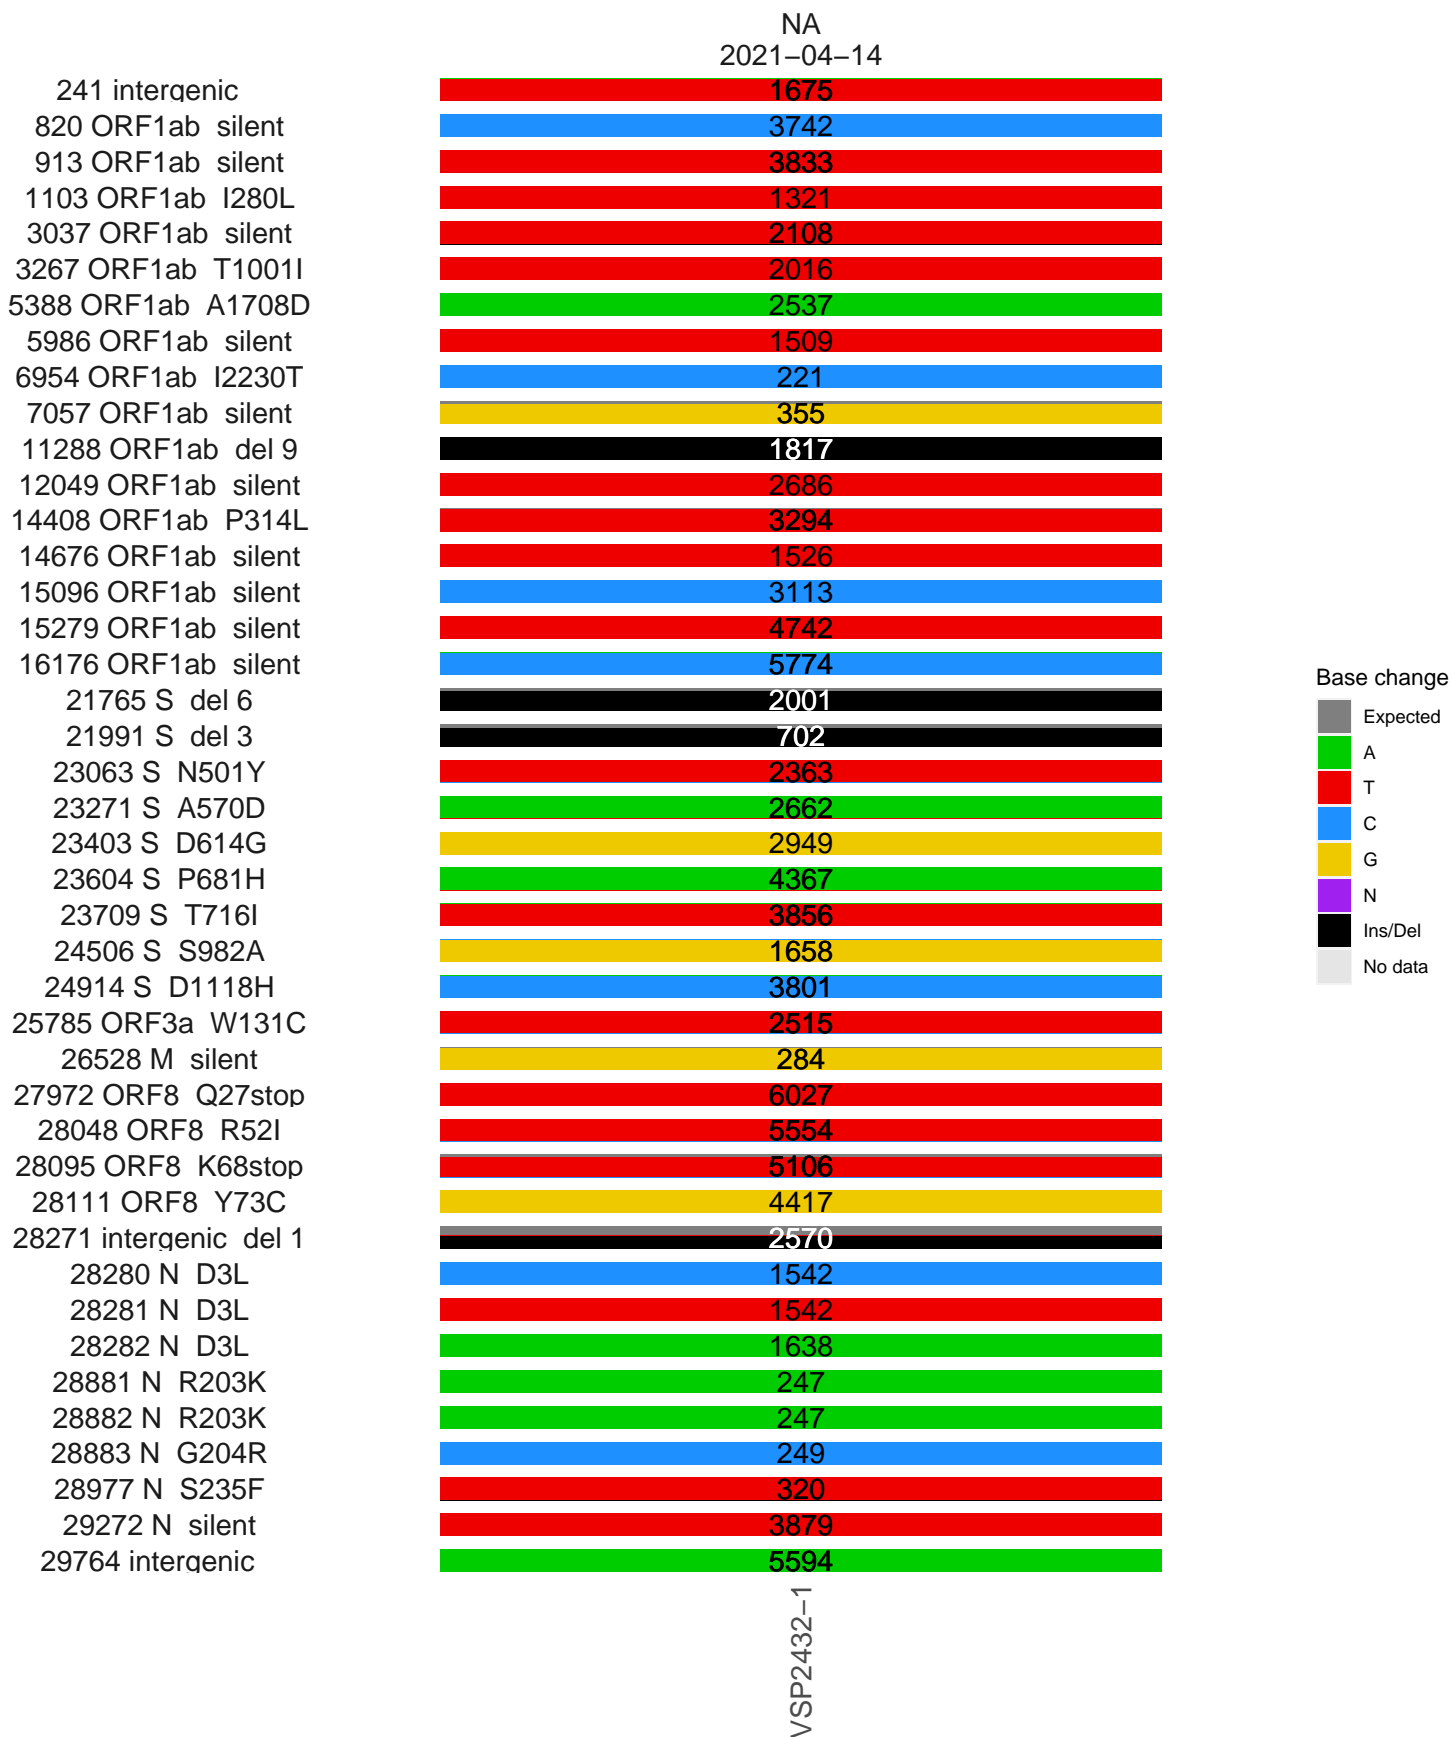 NA
2021−04−14
241 intergenic 1675
820 ORF1ab silent 3742
913 ORF1ab silent 3833
1103 ORF1ab I280L 1321
3037 ORF1ab silent 2108
3267 ORF1ab T1001I 2016
5388 ORF1ab A1708D 2537
5986 ORF1ab silent 1509
6954 ORF1ab I2230T 221
7057 ORF1ab silent 355
11288 ORF1ab del 9 1817
12049 ORF1ab silent 2686
14408 ORF1ab P314L 3294
14676 ORF1ab silent 1526
15096 ORF1ab silent 3113
15279 ORF1ab silent 4742
16176 ORF1ab silent 5774
21765 S del 6 2001
21991 S del 3 702
23063 S N501Y 2363
23271 S A570D 2662
23403 S D614G 2949
23604 S P681H 4367
23709 S T716I 3856
24506 S S982A 1658
24914 S D1118H 3801
25785 ORF3a W131C 2515
26528 M silent 284
27972 ORF8 Q27stop 6027
28048 ORF8 R52I 5554
28095 ORF8 K68stop 5106
28111 ORF8 Y73C 4417
28271 intergenic del 1 2570
28280 N D3L 1542
28281 N D3L 1542
28282 N D3L 1638
28881 N R203K 247
28882 N R203K 247
28883 N G204R 249
28977 N S235F 320
29272 N silent 3879
29764 intergenic 5594
VSP2432−1
Base change
Expected
A
T
C
G
N
Ins/Del
No data